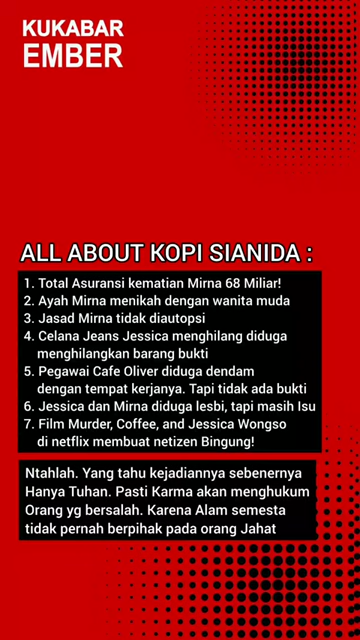 KUKABAR
EMBER
ALL ABOUT KOPI SIANIDA :
1. Total Asuransi kematian Mirna 68 Miliar!
2. Ayah Mirna menikah dengan wanita muda
3. Jasad Mirna tidak diautopsi
4. Celana Jeans Jessica menghilang diduga
menghilangkan barang bukti
5. Pegawai Cafe Oliver diduga dendam
dengan tempat kerjanya. Tapi tidak ada bukti
6. Jessica dan Mirna diduga lesbi, tapi masih Isu
7. Film Murder, Coffee, and Jessica Wongso
di netflix membuat netizen Bingung!
Ntahlah. Yang tahu kejadiannya sebenernya
Hanya Tuhan. Pasti Karma akan menghukum
Orang yg bersalah. Karena Alam semesta
tidak pernah berpihak pada orang Jahat